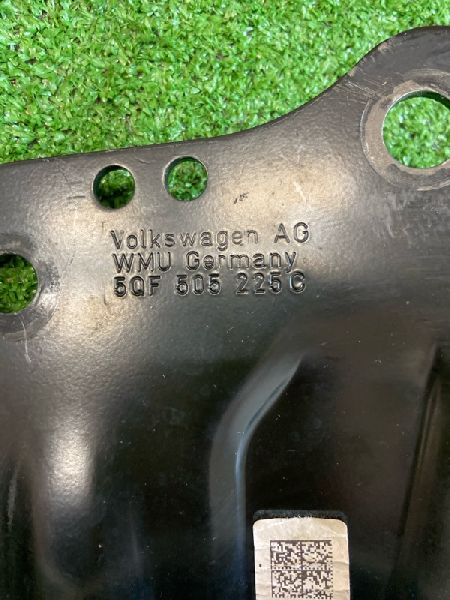 Volkswagen AG
WMU Germany
5QF 505 225 C